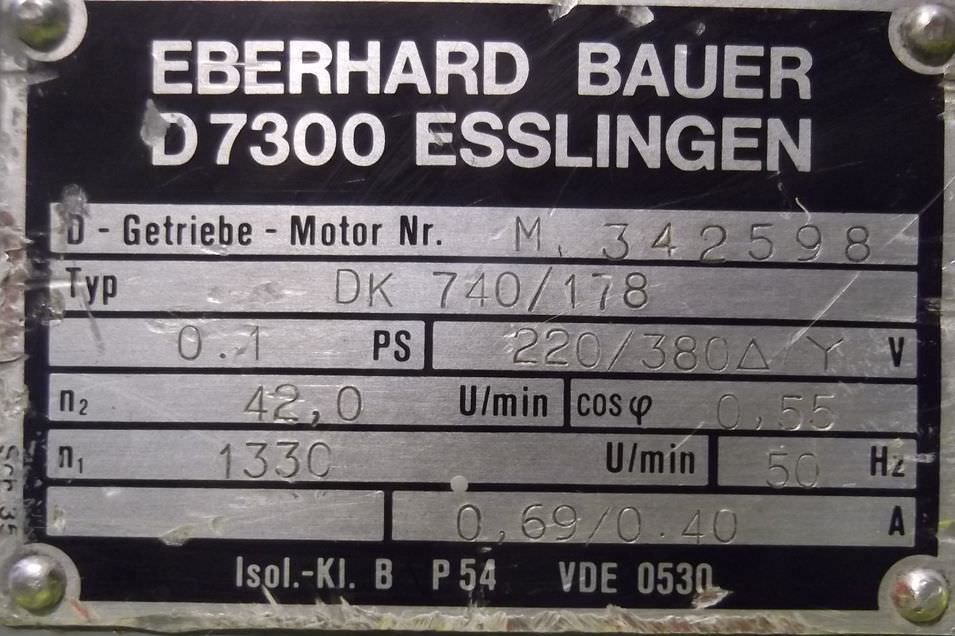 EBERHARD BAUER
D 7300 ESSLINGEN
D - Getriebe - Motor Nr. M. 342598
Typ DK 740/178
0.1 PS 220/380Δ Y V
n₂ 42,0 U/min cos φ 0,55
n₁ 1330 U/min 50 Hz
0,69/0.40 A
Isol.-Kl. B P 54 VDE 0530